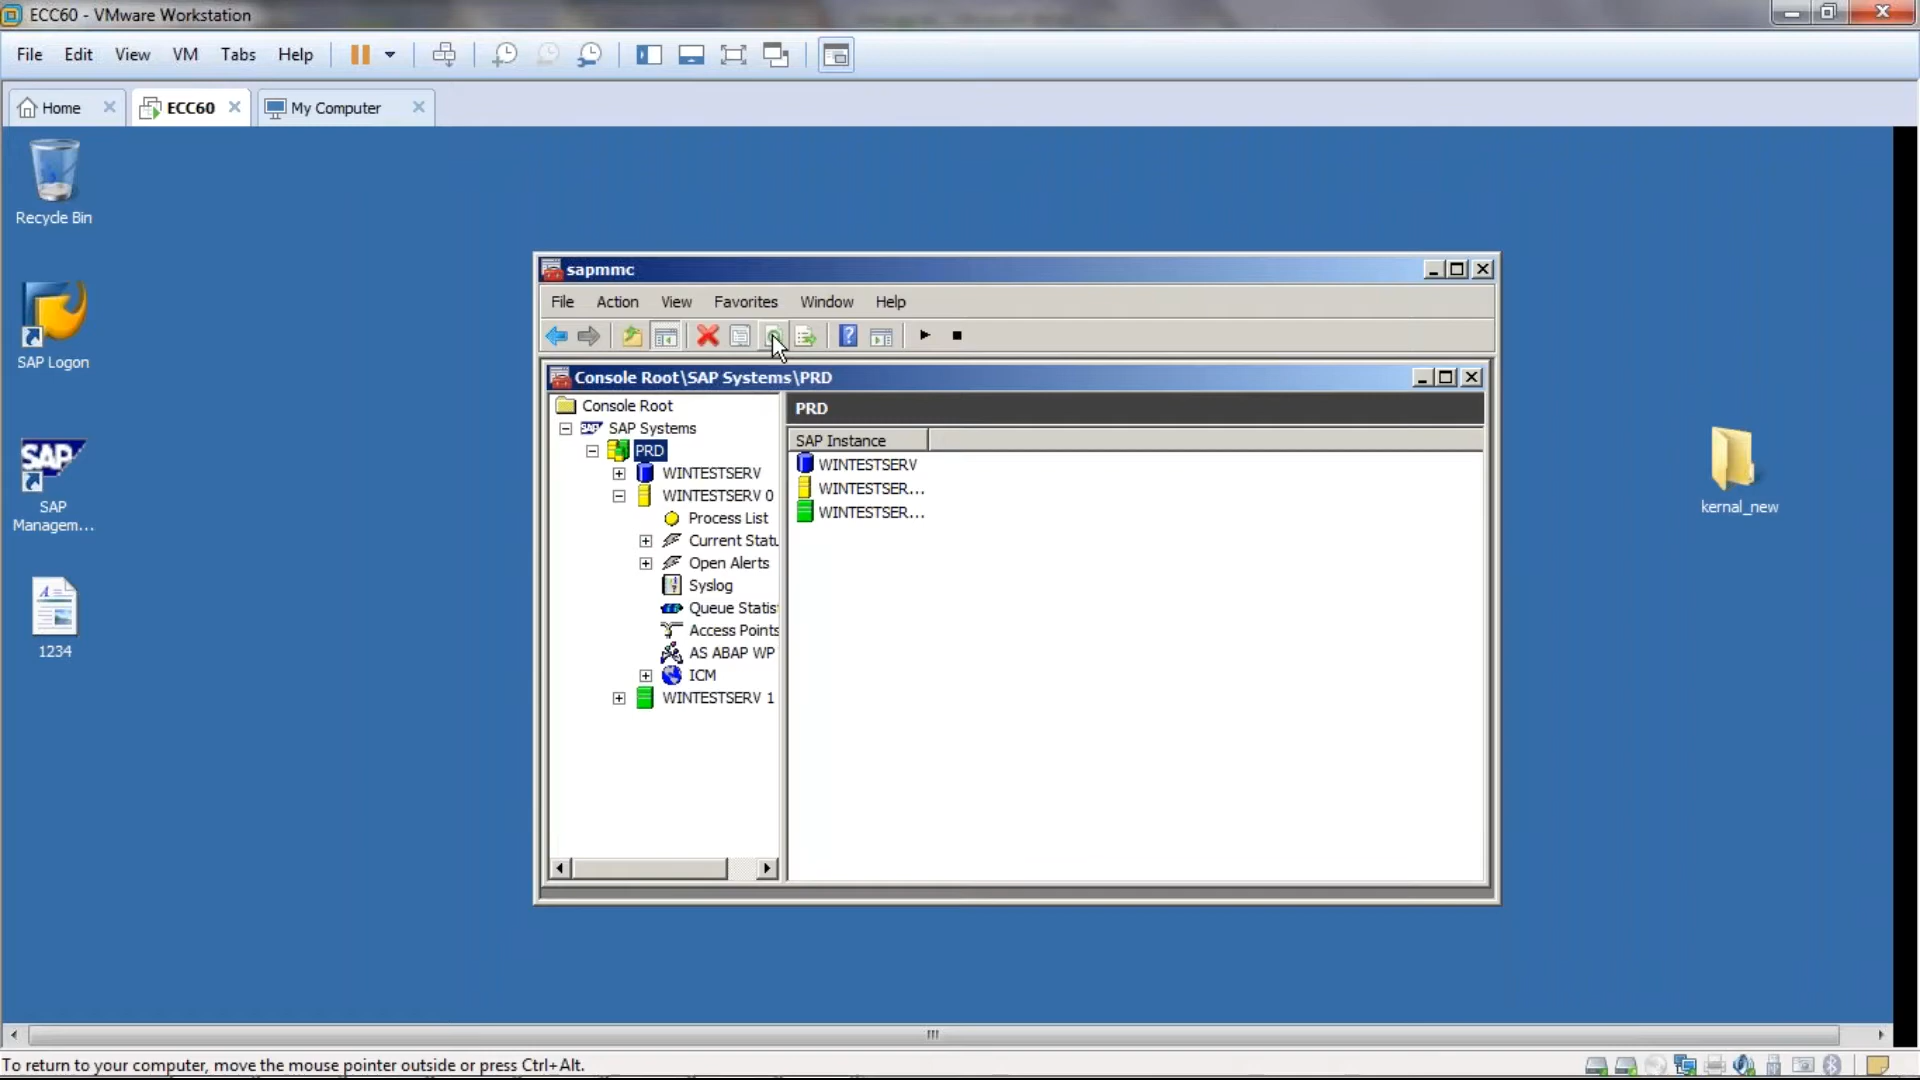 ECC60 - VMware Workstation
File Edit View VM Tabs Help
Home ECC60 My Computer
Recycle Bin
SAP Logon
SAP
SAP
Managem...
1234
kernal_new
sapmmc
File Action View Favorites Window Help
Console Root\SAP Systems\PRD
Console Root
SAP Systems
PRD
WINTESTSERV
WINTESTSERV 0
Process List
Current Statu
Open Alerts
Syslog
Queue Statis
Access Points
AS ABAP WP
ICM
WINTESTSERV 1
PRD
SAP Instance
WINTESTSERV
WINTESTSER...
WINTESTSER...
To return to your computer, move the mouse pointer outside or press Ctrl+Alt.